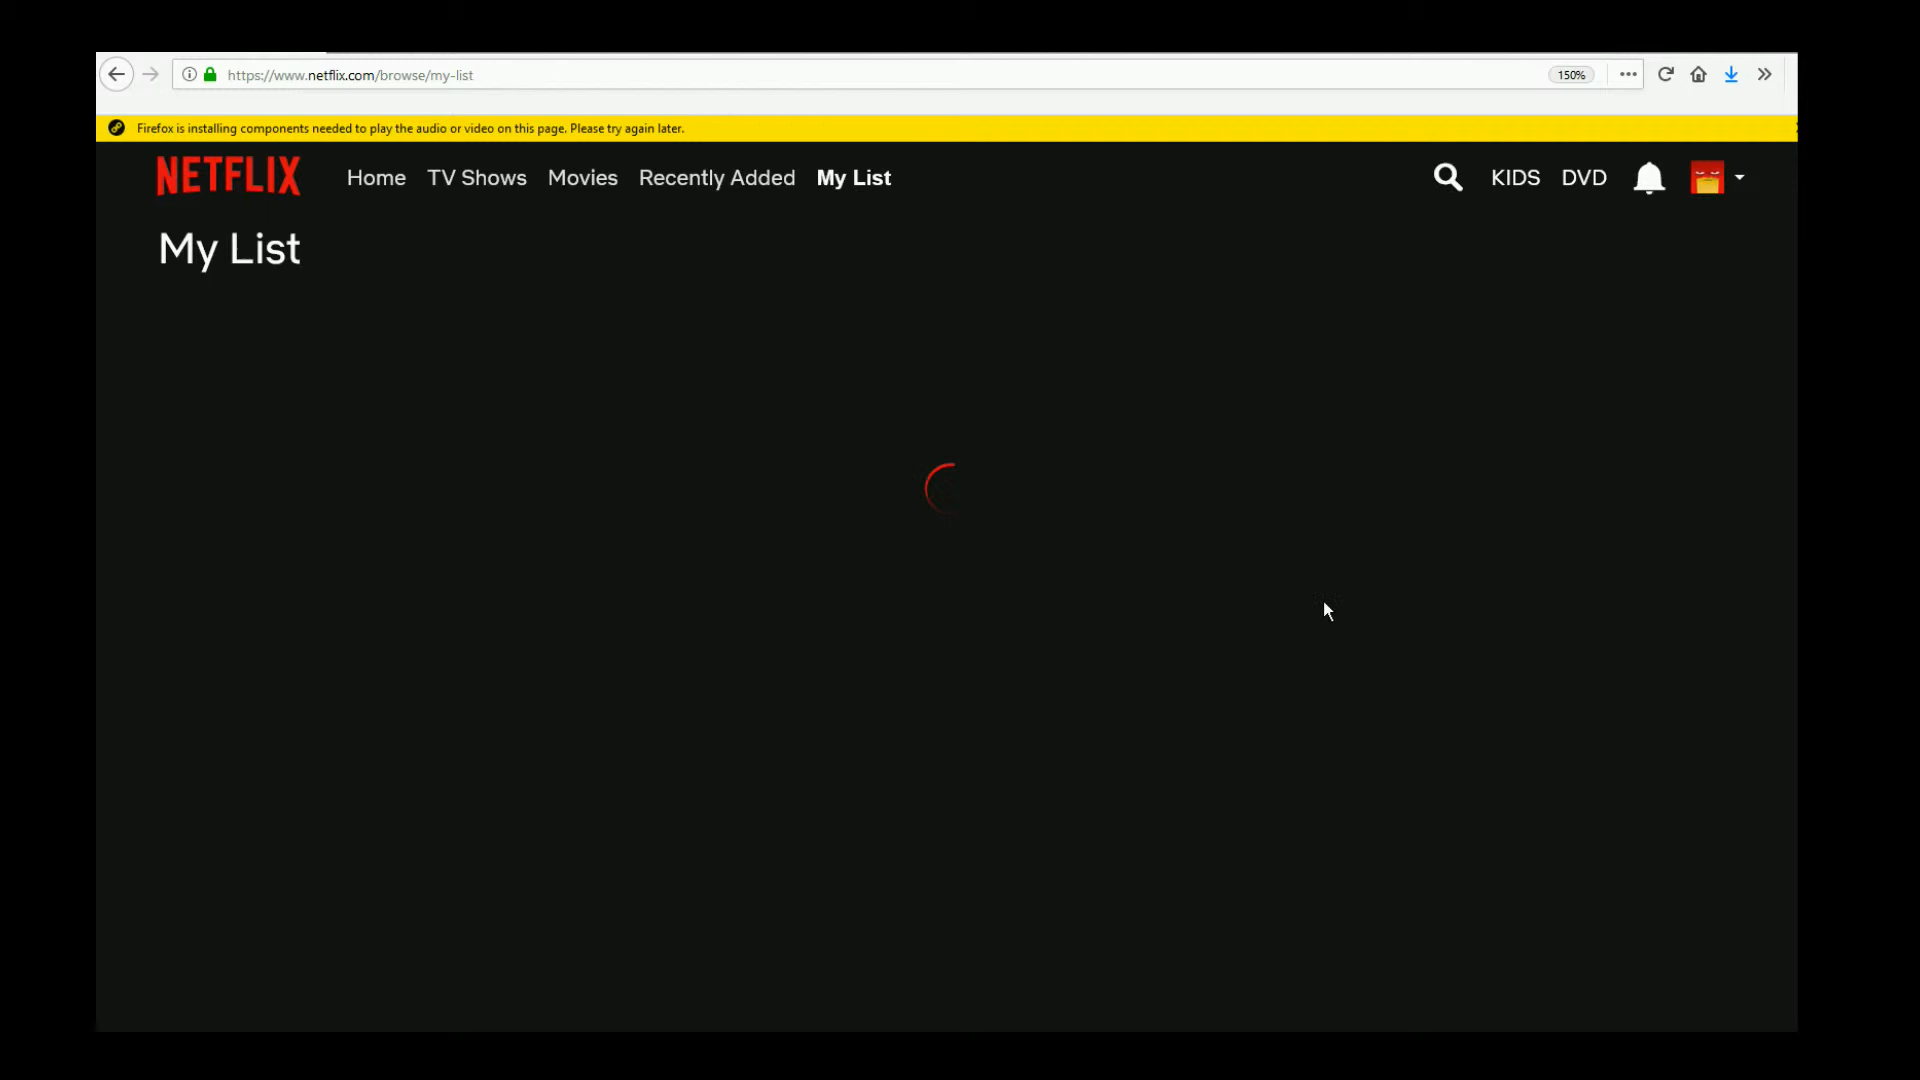 https://www.netflix.com/browse/my-list 150%
Firefox is installing components needed to play the audio or video on this page. Please try again later.
NETFLIX Home TV Shows Movies Recently Added My List KIDS DVD
My List